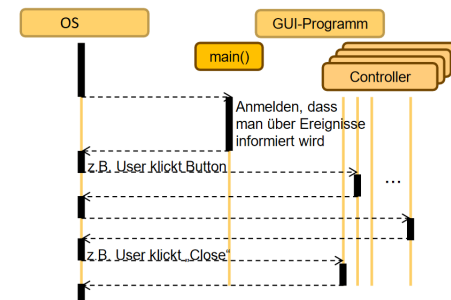 OS
GUI-Programm
main()
Controller
Anmelden, dass
man über Ereignisse
informiert wird
z.B. User klickt Button
...
z.B. User klickt „Close“